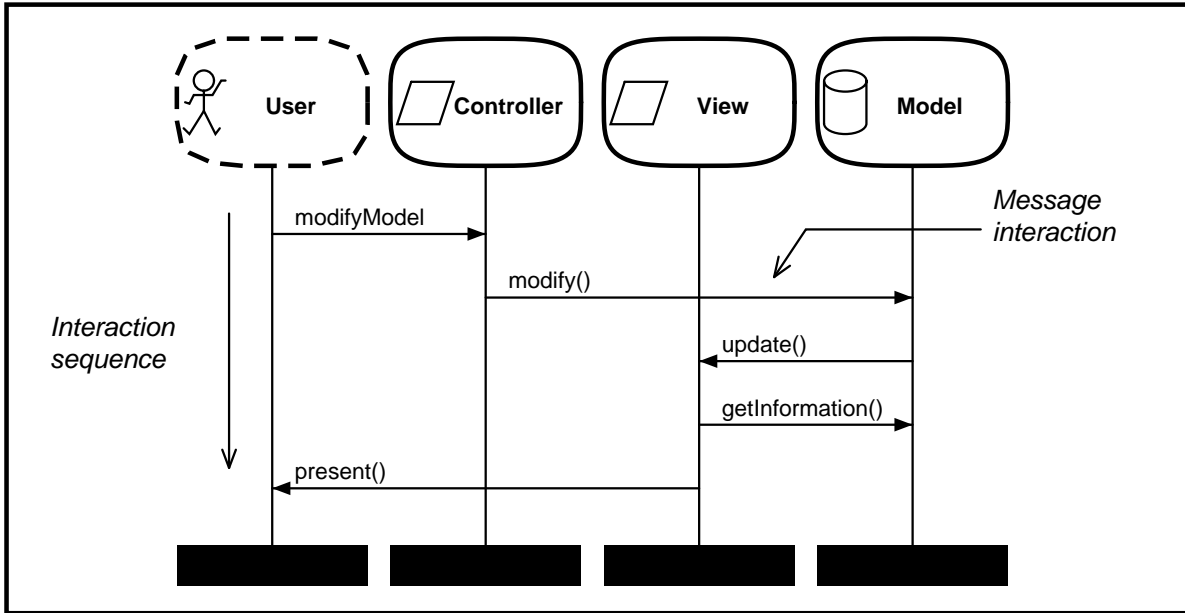 User
Controller
View
Model
modifyModel
Message
interaction
modify()
Interaction
sequence
update()
getInformation()
present()